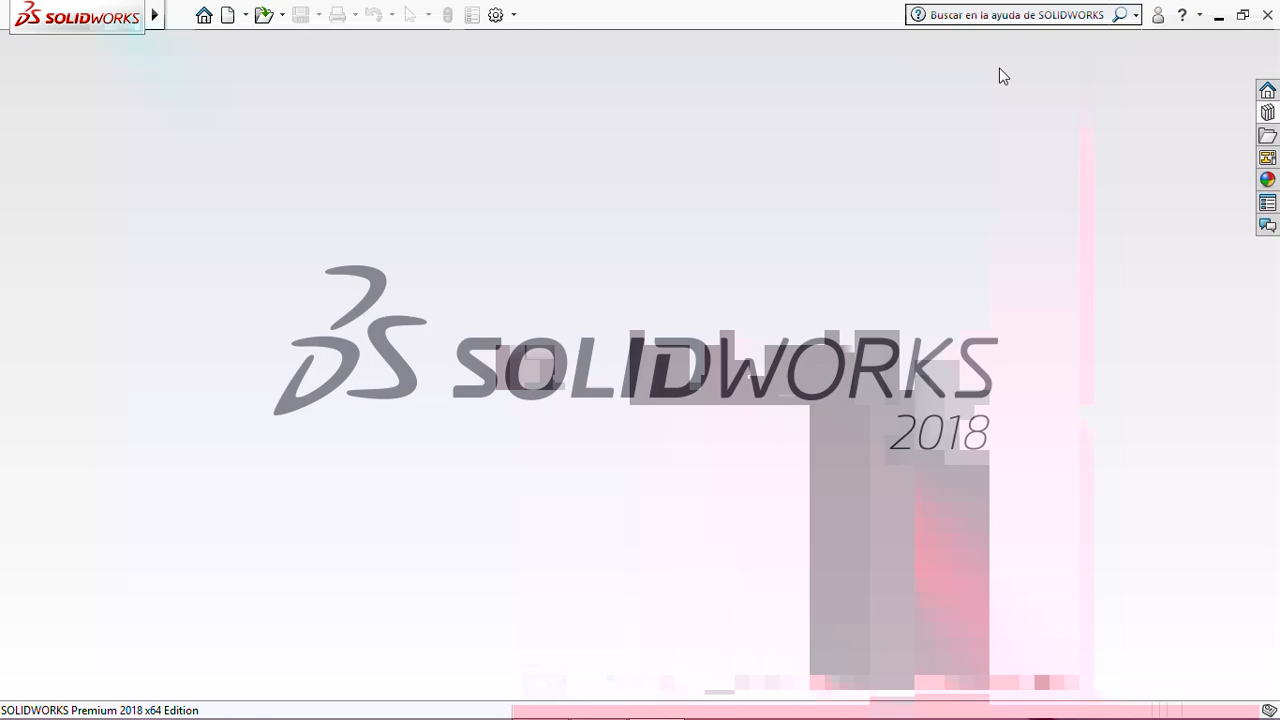 SOLIDWORKS
Buscar en la ayuda de SOLIDWORKS
?
SOLIDWORKS
2018
SOLIDWORKS Premium 2018 x64 Edition